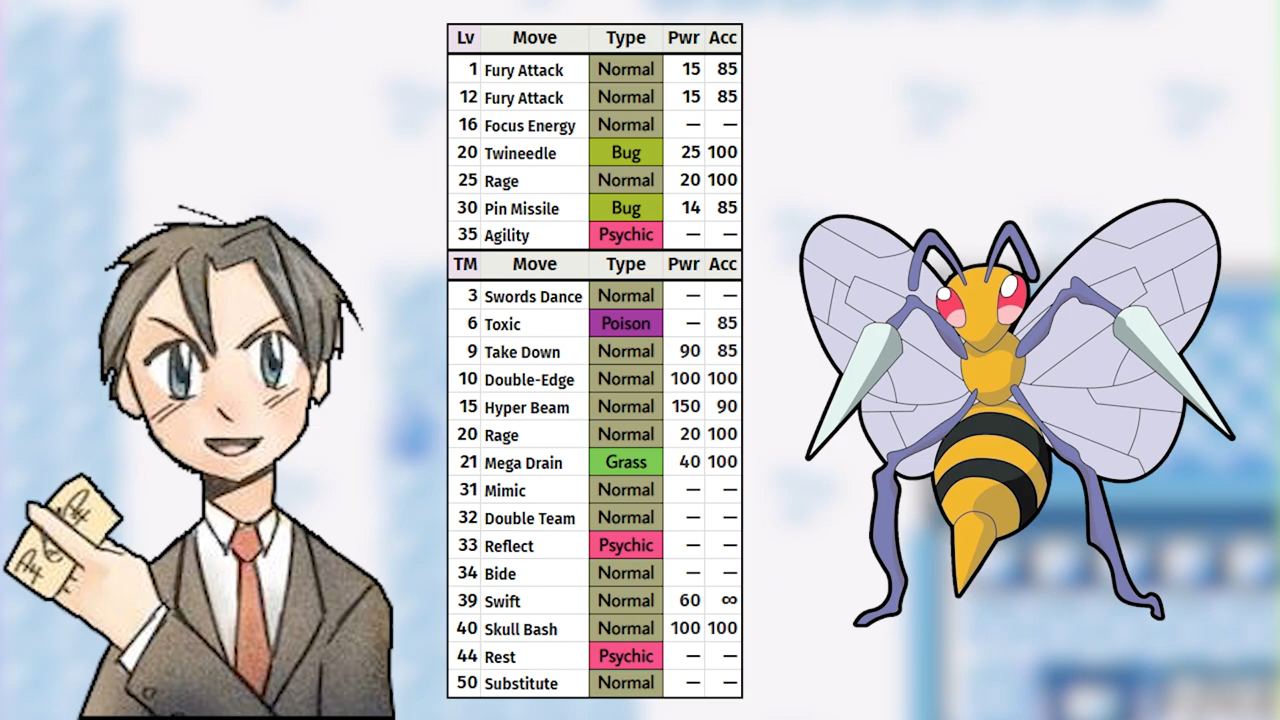 Lv Move Type Pwr Acc
1 Fury Attack Normal 15 85
12 Fury Attack Normal 15 85
16 Focus Energy Normal — —
20 Twineedle Bug 25 100
25 Rage Normal 20 100
30 Pin Missile Bug 14 85
35 Agility Psychic — —
TM Move Type Pwr Acc
3 Swords Dance Normal — —
6 Toxic Poison — 85
9 Take Down Normal 90 85
10 Double-Edge Normal 100 100
15 Hyper Beam Normal 150 90
20 Rage Normal 20 100
21 Mega Drain Grass 40 100
31 Mimic Normal — —
32 Double Team Normal — —
33 Reflect Psychic — —
34 Bide Normal — —
39 Swift Normal 60 ∞
40 Skull Bash Normal 100 100
44 Rest Psychic — —
50 Substitute Normal — —